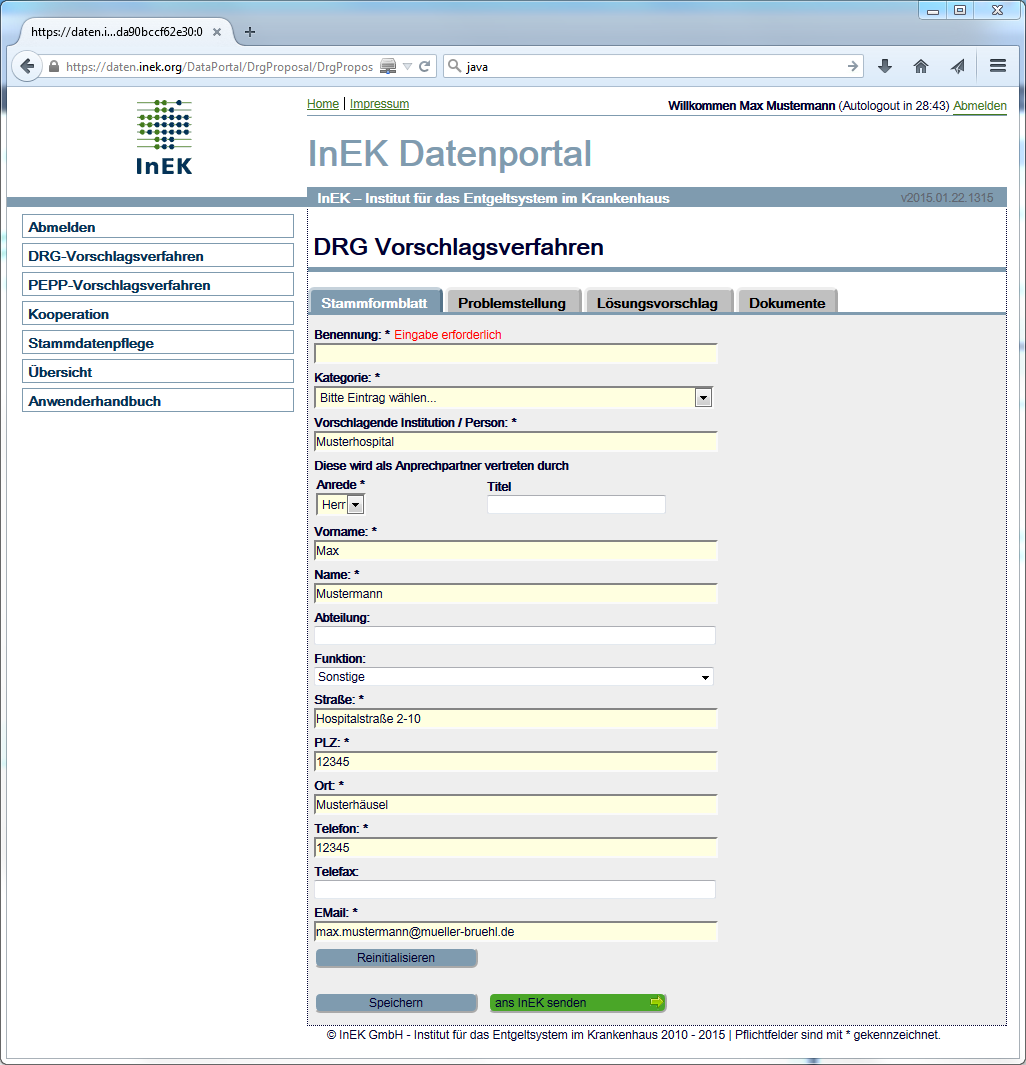 https://daten.i...da90bccf62e30:0
https://daten.inek.org/DataPortal/DrgProposal/DrgPropos
java
InEK
Home | Impressum
Willkommen Max Mustermann (Autologout in 28:43) Abmelden
InEK Datenportal
InEK – Institut für das Entgeltsystem im Krankenhaus
v2015.01.22.1315
Abmelden
DRG-Vorschlagsverfahren
PEPP-Vorschlagsverfahren
Kooperation
Stammdatenpflege
Übersicht
Anwenderhandbuch
DRG Vorschlagsverfahren
Stammformblatt Problemstellung Lösungsvorschlag Dokumente
Benennung: * Eingabe erforderlich
Kategorie: *
Bitte Eintrag wählen...
Vorschlagende Institution / Person: *
Musterhospital
Diese wird als Anprechpartner vertreten durch
Anrede * Titel
Herr
Vorname: *
Max
Name: *
Mustermann
Abteilung:
Funktion:
Sonstige
Straße: *
Hospitalstraße 2-10
PLZ: *
12345
Ort: *
Musterhäusel
Telefon: *
12345
Telefax:
EMail: *
max.mustermann@mueller-bruehl.de
Reinitialisieren
Speichern ans InEK senden
© InEK GmbH - Institut für das Entgeltsystem im Krankenhaus 2010 - 2015 | Pflichtfelder sind mit * gekennzeichnet.